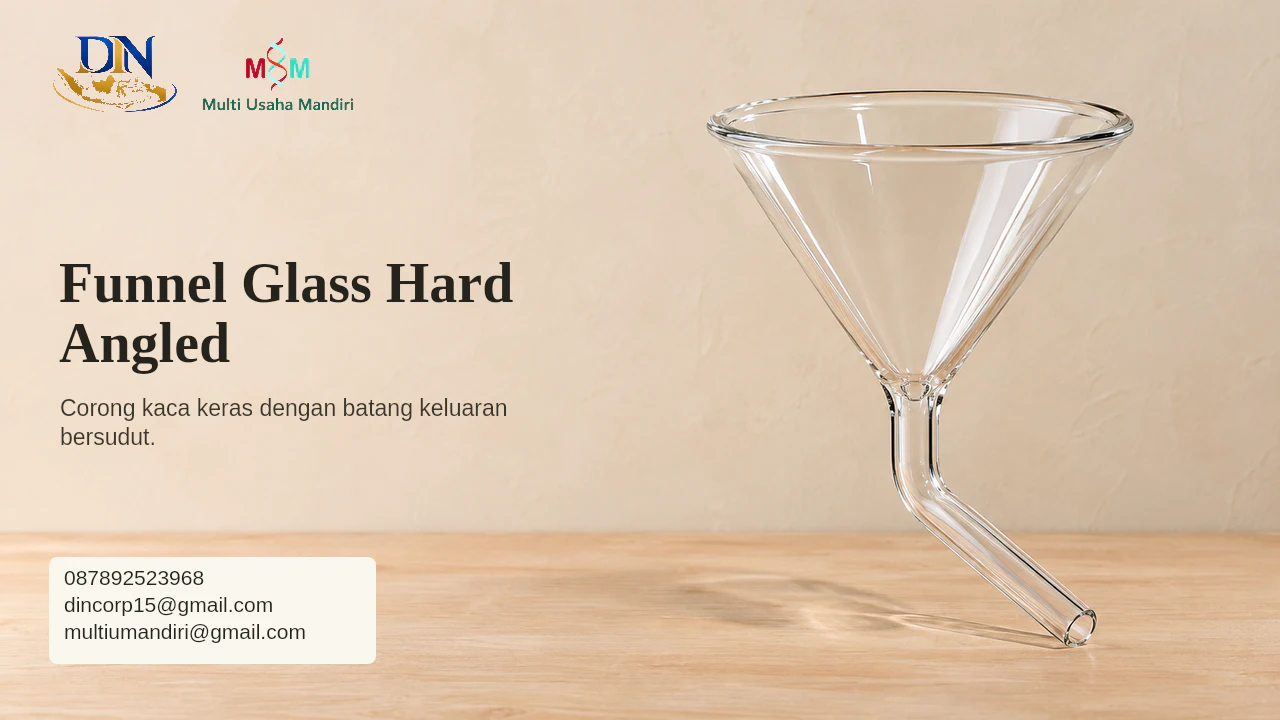 DIN
M M
Multi Usaha Mandiri
Funnel Glass Hard
Angled
Corong kaca keras dengan batang keluaran
bersudut.
087892523968
dincorp15@gmail.com
multiumandiri@gmail.com